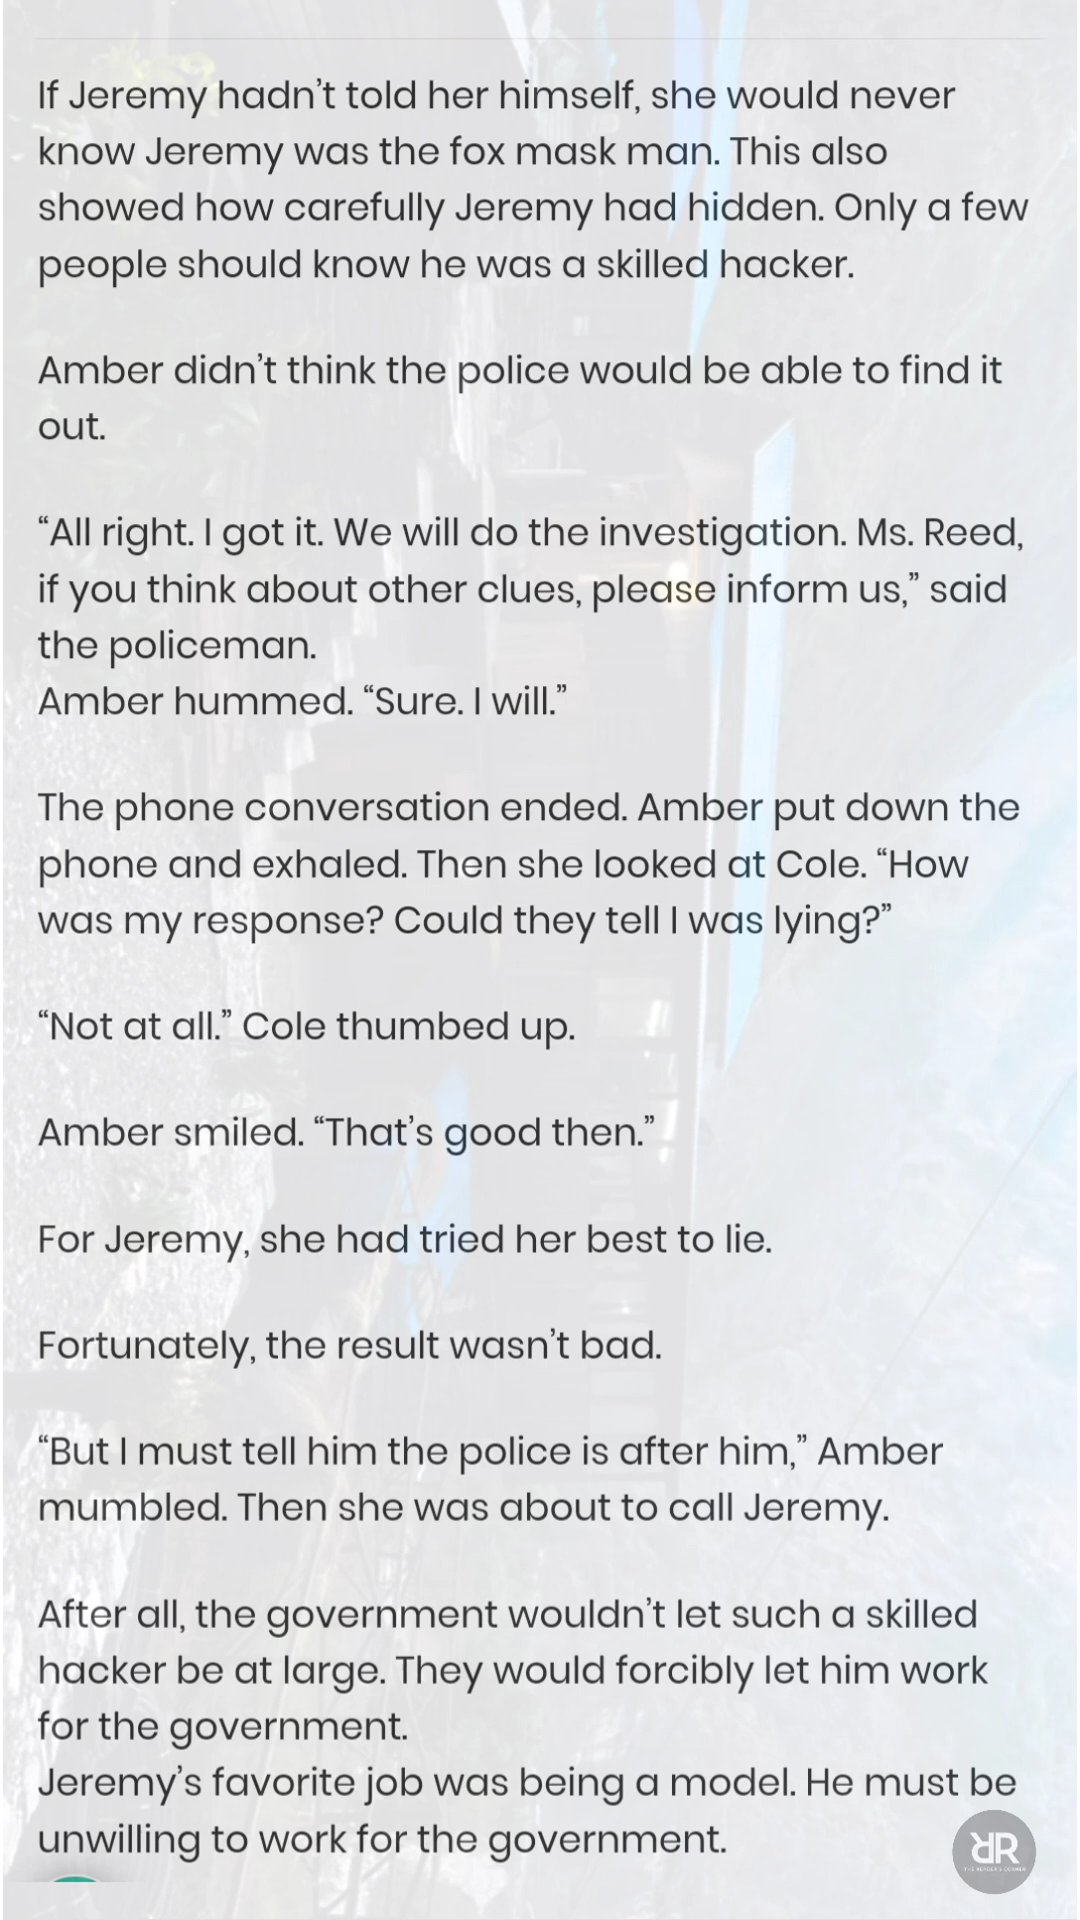 If Jeremy hadn’t told her himself, she would never
know Jeremy was the fox mask man. This also
showed how carefully Jeremy had hidden. Only a few
people should know he was a skilled hacker.
Amber didn’t think the police would be able to find it
out.
“All right. I got it. We will do the investigation. Ms. Reed,
if you think about other clues, please inform us,” said
the policeman.
Amber hummed. “Sure. I will.”
The phone conversation ended. Amber put down the
phone and exhaled. Then she looked at Cole. “How
was my response? Could they tell I was lying?”
“Not at all.” Cole thumbed up.
Amber smiled. “That’s good then.”
For Jeremy, she had tried her best to lie.
Fortunately, the result wasn’t bad.
“But I must tell him the police is after him,” Amber
mumbled. Then she was about to call Jeremy.
After all, the government wouldn’t let such a skilled
hacker be at large. They would forcibly let him work
for the government.
Jeremy’s favorite job was being a model. He must be
unwilling to work for the government.